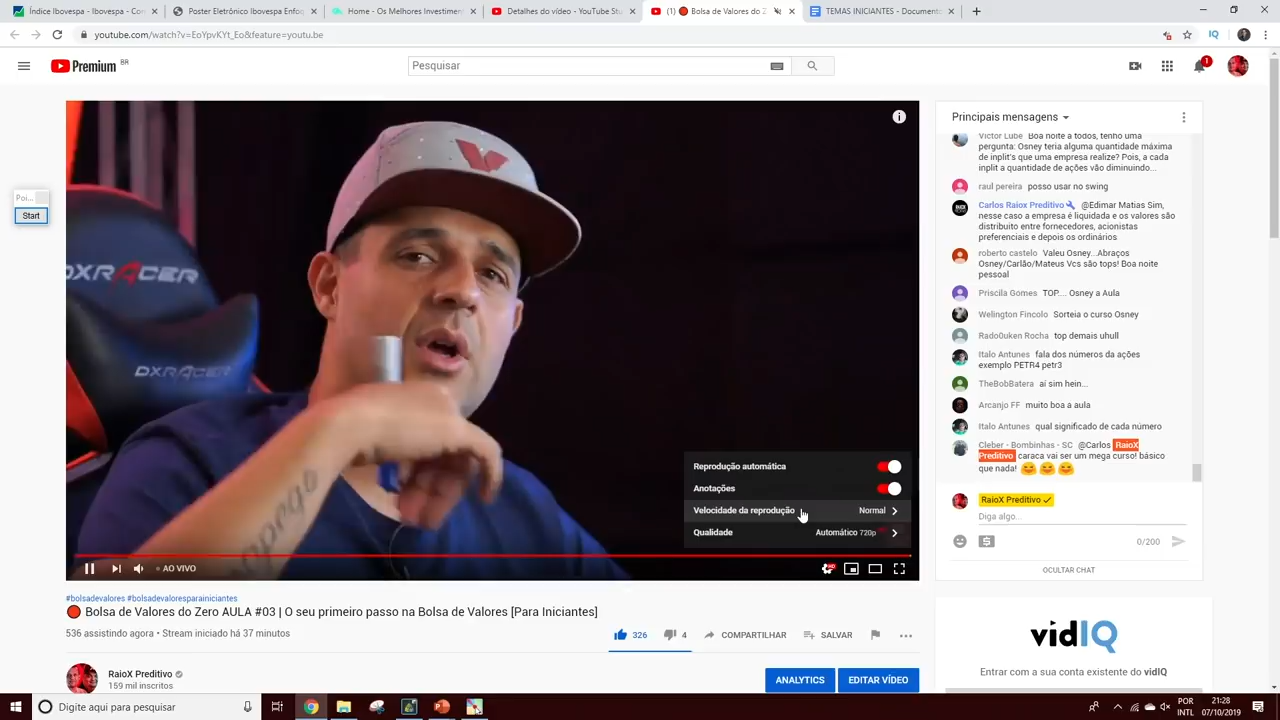 Índice Ibovespa - Ibovespa - Con
Poster Eletrônico Ibovespa Enfoq
Home - Os Melhores Investimen
Detalhes do vídeo - YouTube Stu
(1) 🔴 Bolsa de Valores do Z
TEMAS INICIANTES - Documento
youtube.com/watch?v=EoYpvKYt_Eo&feature=youtu.be
IQ
Premium BR
Pesquisar
1
Poi...
Start
DXRACER
DXRACER
Reprodução automática
Anotações
Velocidade da reprodução Normal
Qualidade Automático 720p
AO VIVO
HD
Principais mensagens
Victor Lube Boa noite a todos, tenho uma
pergunta: Osney teria alguma quantidade máxima
de inplit's que uma empresa realize? Pois, a cada
inplit a quantidade de ações vão diminuindo...
raul pereira posso usar no swing
Carlos Raiox Preditivo @Edimar Matias Sim,
nesse caso a empresa é liquidada e os valores são
distribuito entre fornecedores, acionistas
preferenciais e depois os ordinários
roberto castelo Valeu Osney...Abraços
Osney/Carlão/Mateus Vcs são tops! Boa noite
pessoal
Priscila Gomes TOP.... Osney a Aula
Welington Fincolo Sorteia o curso Osney
Rado0uken Rocha top demais uhull
Italo Antunes fala dos números da ações
exemplo PETR4 petr3
TheBobBatera aí sim hein...
Arcanjo FF muito boa a aula
Italo Antunes qual significado de cada número
Cleber - Bombinhas - SC @Carlos RaioX
Preditivo caraca vai ser um mega curso! básico
que nada! 😊😊😊
RaioX Preditivo ✓
Diga algo...
0/200
OCULTAR CHAT
#bolsadevalores #bolsadevaloresparainiciantes
🔴 Bolsa de Valores do Zero AULA #03 | O seu primeiro passo na Bolsa de Valores [Para Iniciantes]
536 assistindo agora • Stream iniciado há 37 minutos
326 4 COMPARTILHAR SALVAR
RaioX Preditivo
159 mil inscritos
ANALYTICS EDITAR VÍDEO
vidIQ
Entrar com a sua conta existente do vidIQ
Digite aqui para pesquisar
POR
INTL
21:28
07/10/2019